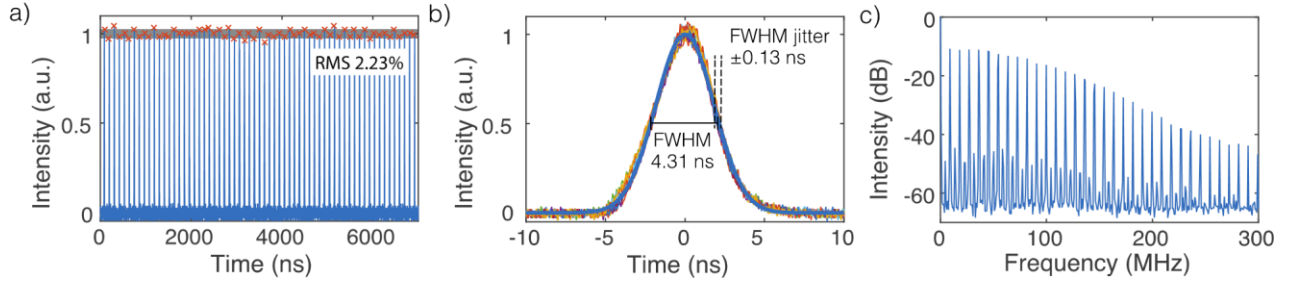 a)
Intensity (a.u.)
1
0.5
0
RMS 2.23%
0
2000
4000
6000
Time (ns)
b)
Intensity (a.u.)
1
0.5
0
FWHM jitter
±0.13 ns
FWHM
4.31 ns
-10
-5
0
5
10
Time (ns)
c)
Intensity (dB)
0
-20
-40
-60
0
100
200
300
Frequency (MHz)